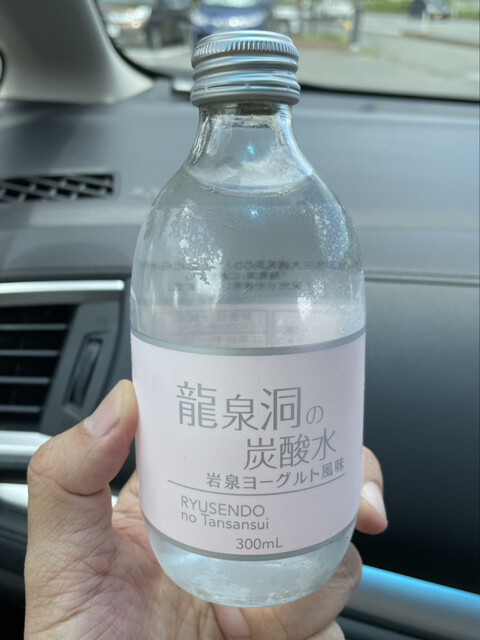 龍泉洞の
炭酸水
岩泉ヨーグルト風味
RYUSENDO
no Tansansui
300mL